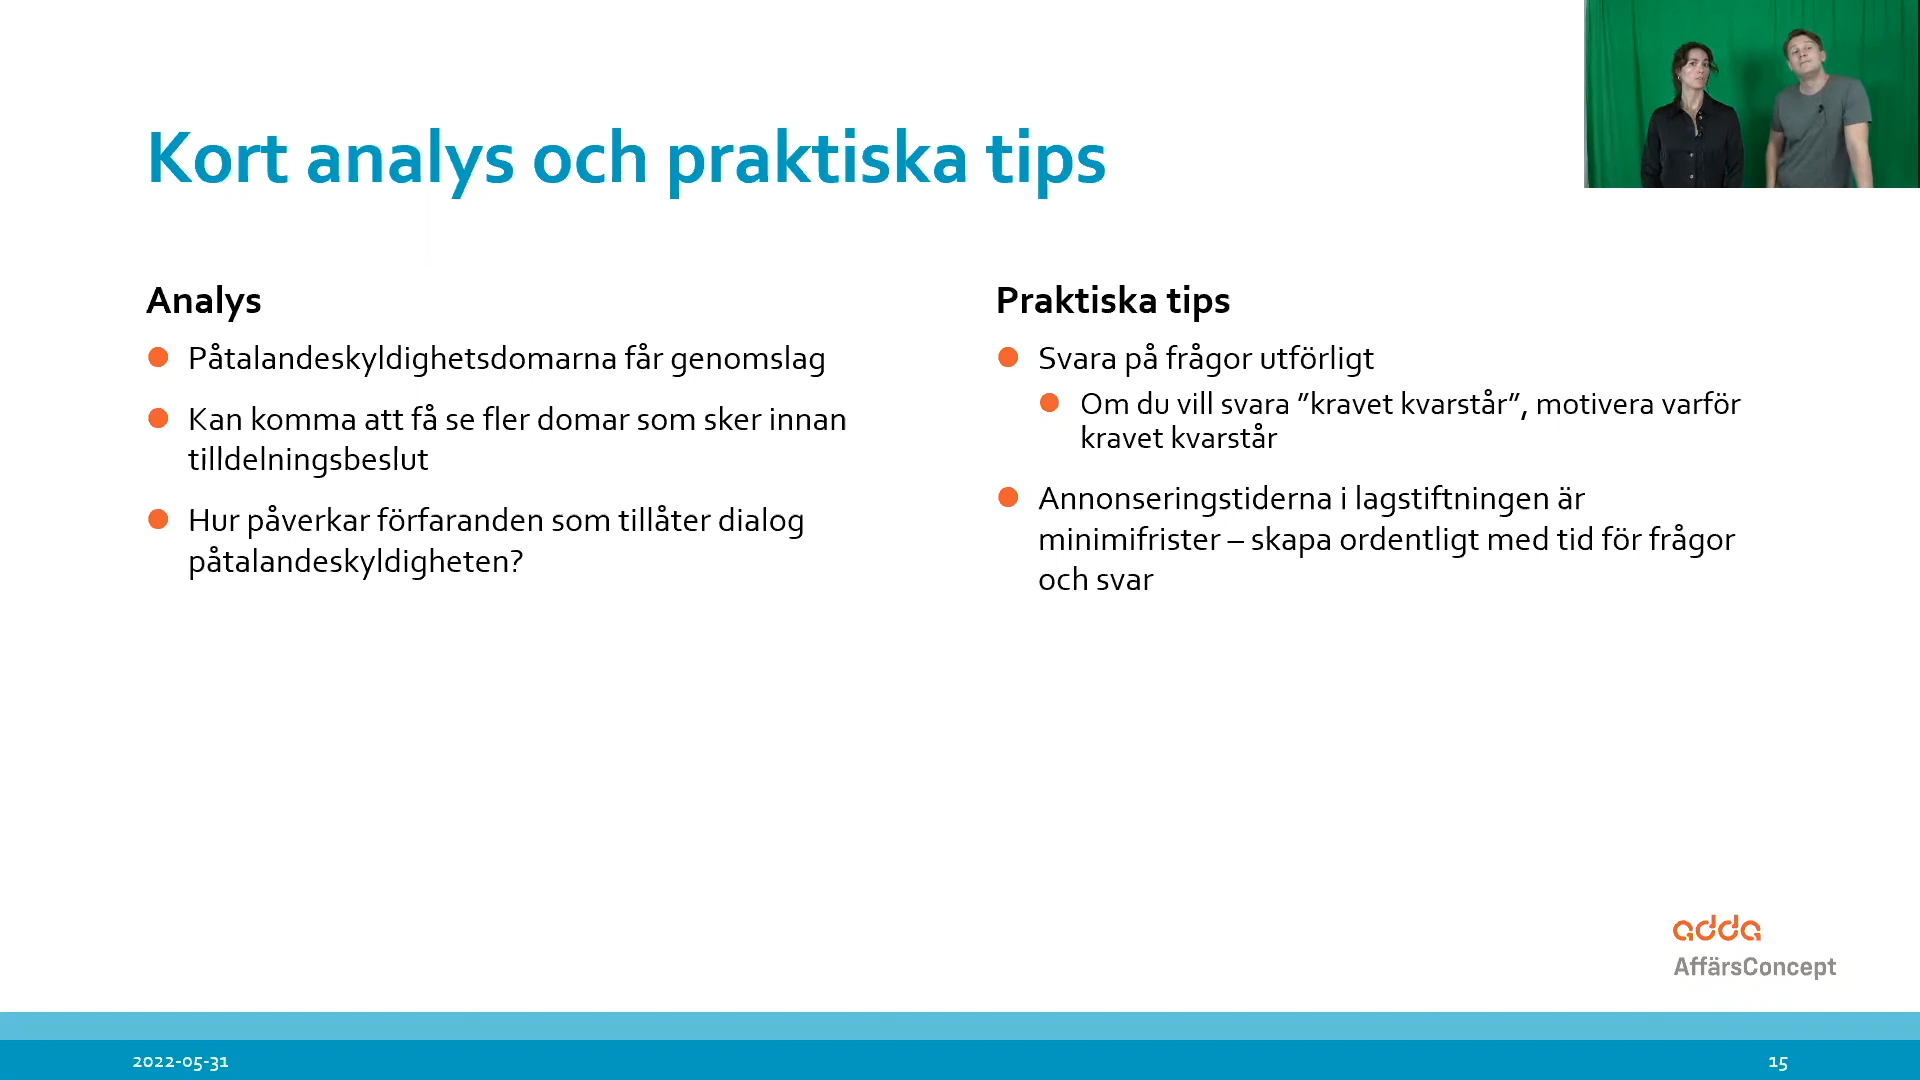 Kort analys och praktiska tips
Analys
Påtalandeskyldighetsdomarna får genomslag
Kan komma att få se fler domar som sker innan
tilldelningsbeslut
Hur påverkar förfaranden som tillåter dialog
påtalandeskyldigheten?
Praktiska tips
Svara på frågor utförligt
Om du vill svara ”kravet kvarstår”, motivera varför
kravet kvarstår
Annonseringstiderna i lagstiftningen är
minimifrister – skapa ordentligt med tid för frågor
och svar
adda
AffärsConcept
2022-05-31
15